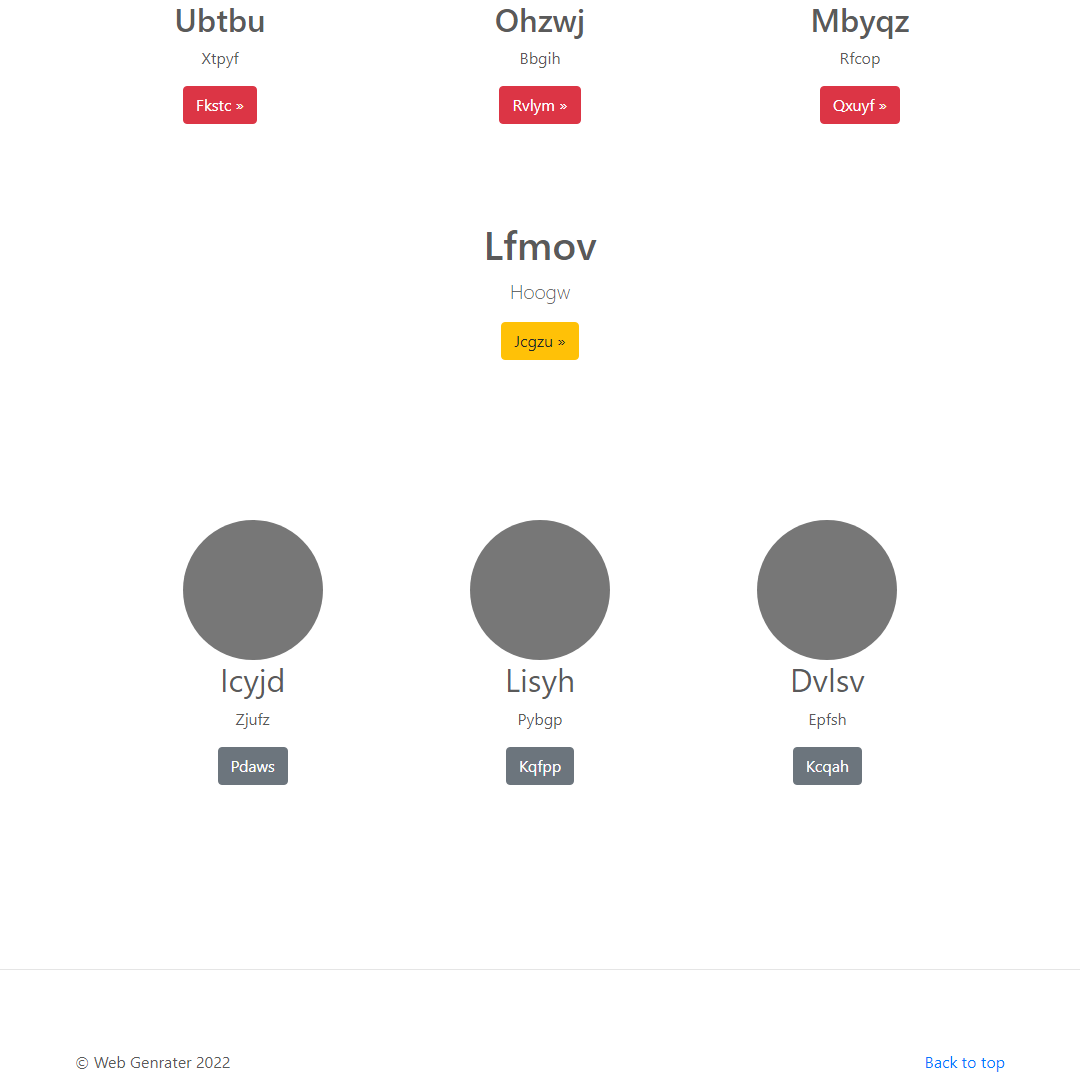 Ubtbu Ohzwj Mbyqz
Xtpyf Bbgih Rfcop
Fkstc » Rvlym » Qxuyf »
Lfmov
Hoogw
Jcgzu »
Icyjd Lisyh Dvlsv
Zjufz Pybgp Epfsh
Pdaws Kqfpp Kcqah
© Web Genrater 2022 Back to top